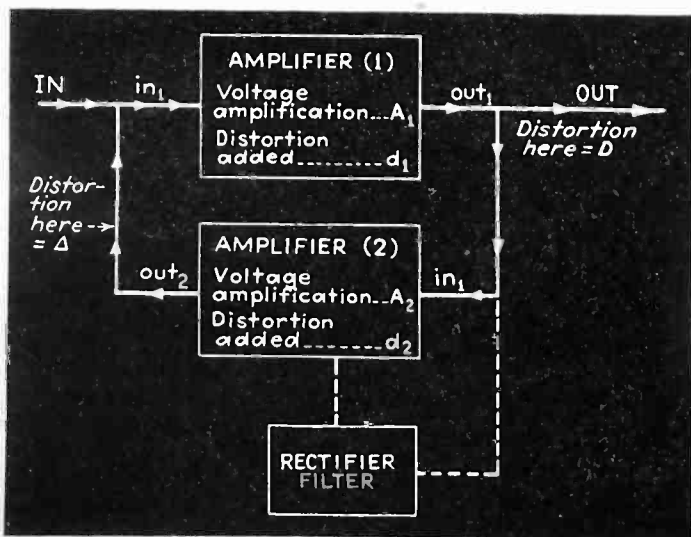 IN
in₁
AMPLIFIER (1)
Voltage
amplification...A₁
Distortion
added.........d₁
out₁
OUT
Distortion
here = D
Distor-
tion
here
= Δ
out₂
AMPLIFIER (2)
Voltage
amplification...A₂
Distortion
added.........d₂
in₁
RECTIFIER
FILTER